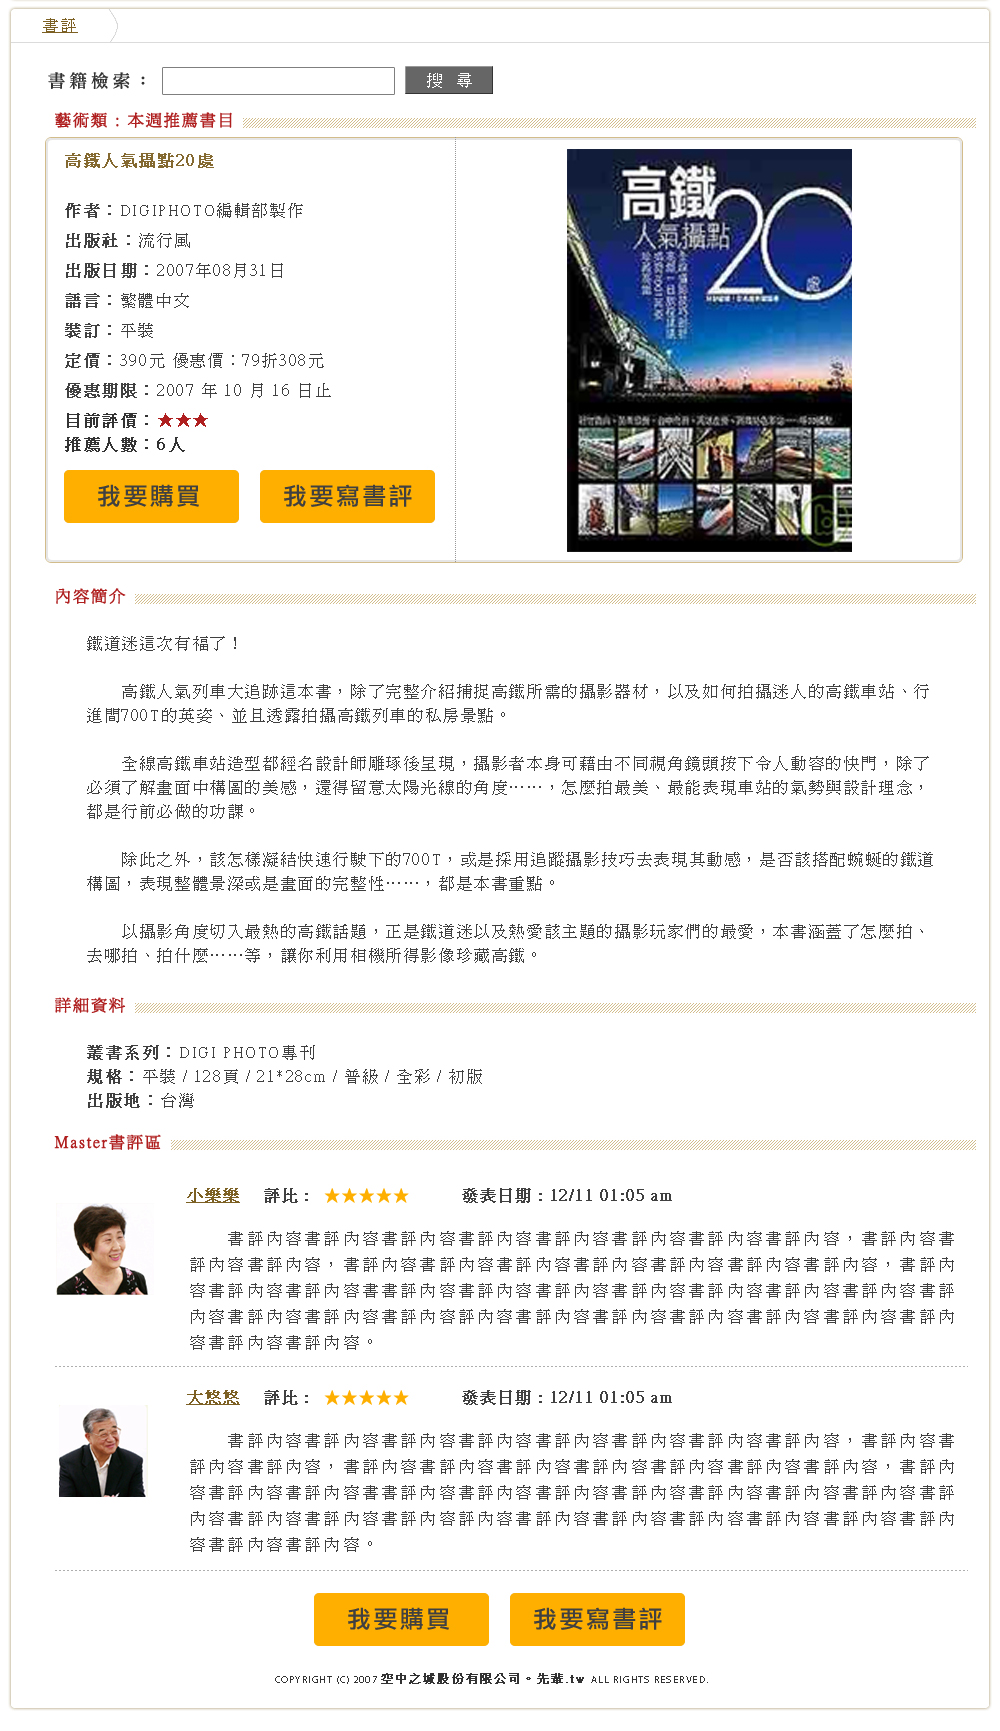 書評
書籍檢索：
搜 尋
藝術類：本週推薦書目
高鐵人氣攝點20處
作者：DIGIPHOTO編輯部製作
出版社：流行風
出版日期：2007年08月31日
語言：繁體中文
裝訂：平裝
定價：390元 優惠價：79折308元
優惠期限：2007 年 10 月 16 日止
目前評價：★★★
推薦人數：6人
我要購買
我要寫書評
高鐵
人氣攝點
20
處
內容簡介
鐵道迷這次有福了！
高鐵人氣列車大追跡這本書，除了完整介紹捕捉高鐵所需的攝影器材，以及如何拍攝迷人的高鐵車站、行
進間700T的英姿、並且透露拍攝高鐵列車的私房景點。
全線高鐵車站造型都經名設計師雕琢後呈現，攝影者本身可藉由不同視角鏡頭按下令人動容的快門，除了
必須了解畫面中構圖的美感，還得留意太陽光線的角度……，怎麼拍最美、最能表現車站的氣勢與設計理念，
都是行前必做的功課。
除此之外，該怎樣凝結快速行駛下的700T，或是採用追蹤攝影技巧去表現其動感，是否該搭配蜿蜒的鐵道
構圖，表現整體景深或是畫面的完整性……，都是本書重點。
以攝影角度切入最熱的高鐵話題，正是鐵道迷以及熱愛該主題的攝影玩家們的最愛，本書涵蓋了怎麼拍、
去哪拍、拍什麼……等，讓你利用相機所得影像珍藏高鐵。
詳細資料
叢書系列：DIGI PHOTO專刊
規格：平裝 / 128頁 / 21*28cm / 普級 / 全彩 / 初版
出版地：台灣
Master書評區
小樂樂 評比： ★★★★★ 發表日期：12/11 01:05 am
書評內容書評內容書評內容書評內容書評內容書評內容書評內容書評內容，書評內容書
評內容書評內容，書評內容書評內容書評內容書評內容書評內容書評內容書評內容，書評內
容書評內容書評內容書書評內容書評內容書評內容書評內容書評內容書評內容書評內容書評
內容書評內容書評內容書評內容評內容書評內容書評內容書評內容書評內容書評內容書評內
容書評內容書評內容。
大悠悠 評比： ★★★★★ 發表日期：12/11 01:05 am
書評內容書評內容書評內容書評內容書評內容書評內容書評內容書評內容，書評內容書
評內容書評內容，書評內容書評內容書評內容書評內容書評內容書評內容書評內容，書評內
容書評內容書評內容書書評內容書評內容書評內容書評內容書評內容書評內容書評內容書評
內容書評內容書評內容書評內容評內容書評內容書評內容書評內容書評內容書評內容書評內
容書評內容書評內容。
我要購買
我要寫書評
COPYRIGHT (C) 2007 空中之城股份有限公司。先輩.tw ALL RIGHTS RESERVED.